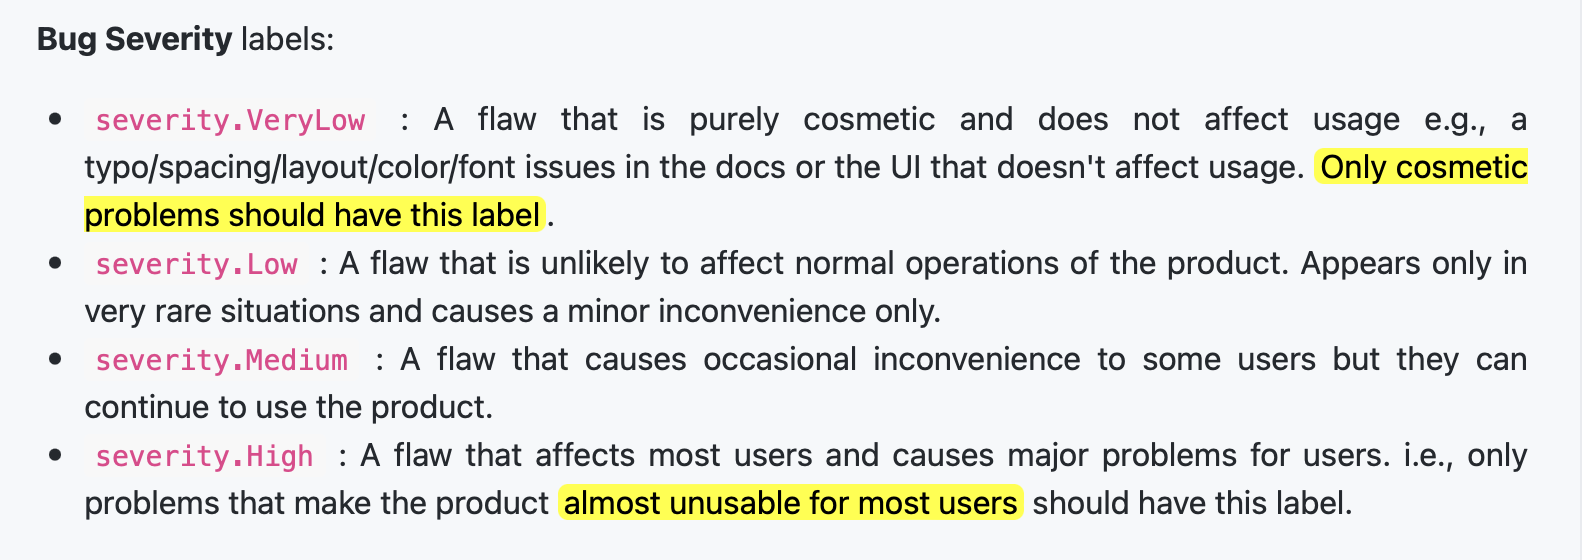 Bug Severity labels:
• severity.VeryLow : A flaw that is purely cosmetic and does not affect usage e.g., a
typo/spacing/layout/color/font issues in the docs or the UI that doesn't affect usage. Only cosmetic
problems should have this label.
• severity.Low : A flaw that is unlikely to affect normal operations of the product. Appears only in
very rare situations and causes a minor inconvenience only.
• severity.Medium : A flaw that causes occasional inconvenience to some users but they can
continue to use the product.
• severity.High : A flaw that affects most users and causes major problems for users. i.e., only
problems that make the product almost unusable for most users should have this label.